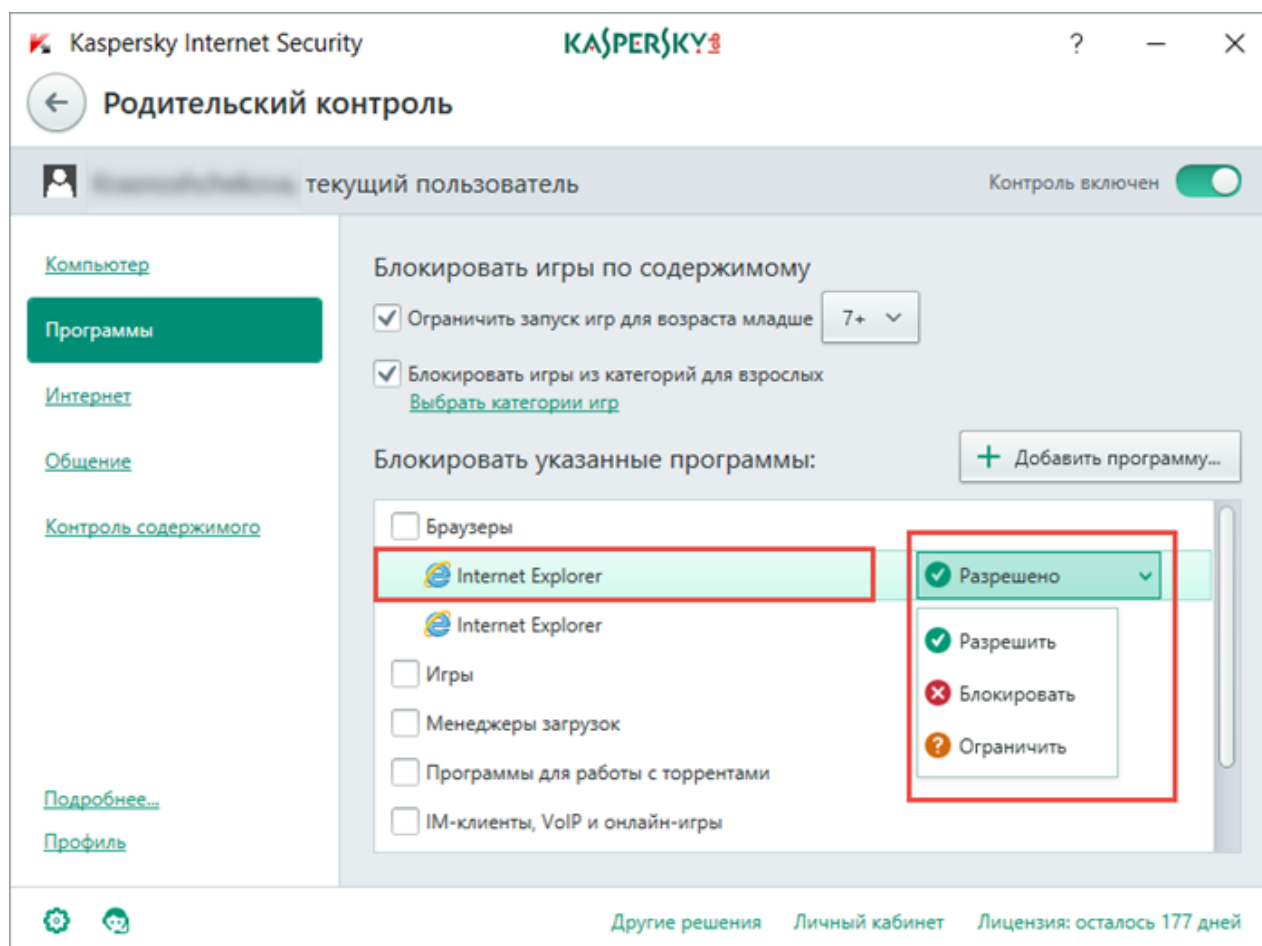 Kaspersky Internet Security
KASPERSKY lab
Родительский контроль
текущий пользователь
Контроль включен
Компьютер
Программы
Интернет
Общение
Контроль содержимого
Подробнее...
Профиль
Блокировать игры по содержимому
Ограничить запуск игр для возраста младше 7+
Блокировать игры из категорий для взрослых
Выбрать категории игр
Блокировать указанные программы:
+ Добавить программу...
Браузеры
Internet Explorer
Разрешено
Internet Explorer
Разрешить
Блокировать
Ограничить
Игры
Менеджеры загрузок
Программы для работы с торрентами
IM-клиенты, VoIP и онлайн-игры
Другие решения
Личный кабинет
Лицензия: осталось 177 дней